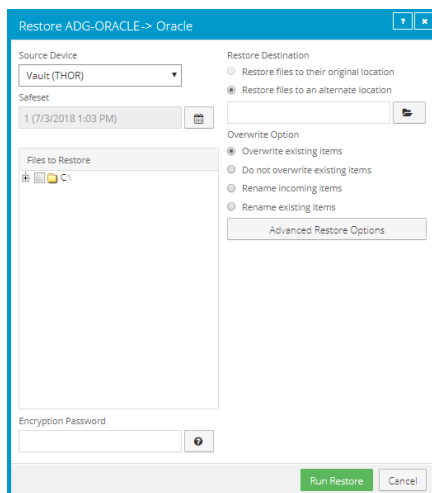 Restore ADG-ORACLE-> Oracle
? ×
Source Device
Vault (THOR)
Safeset
1 (7/3/2018 1:03 PM)
Files to Restore
C:\
Encryption Password
Restore Destination
Restore files to their original location
Restore files to an alternate location
Overwrite Option
Overwrite existing items
Do not overwrite existing items
Rename incoming items
Rename existing items
Advanced Restore Options
Run Restore
Cancel